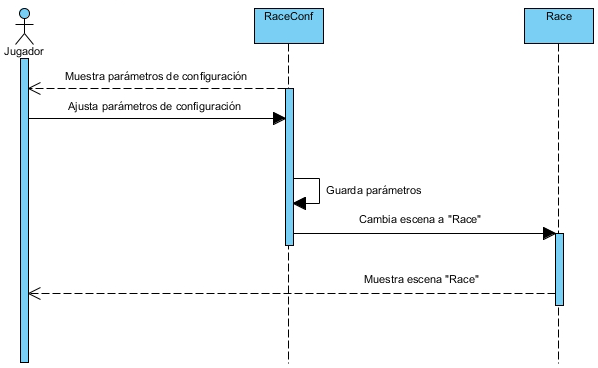 RaceConf
Race
Jugador
Muestra parámetros de configuración
Ajusta parámetros de configuración
Guarda parámetros
Cambia escena a "Race"
Muestra escena "Race"